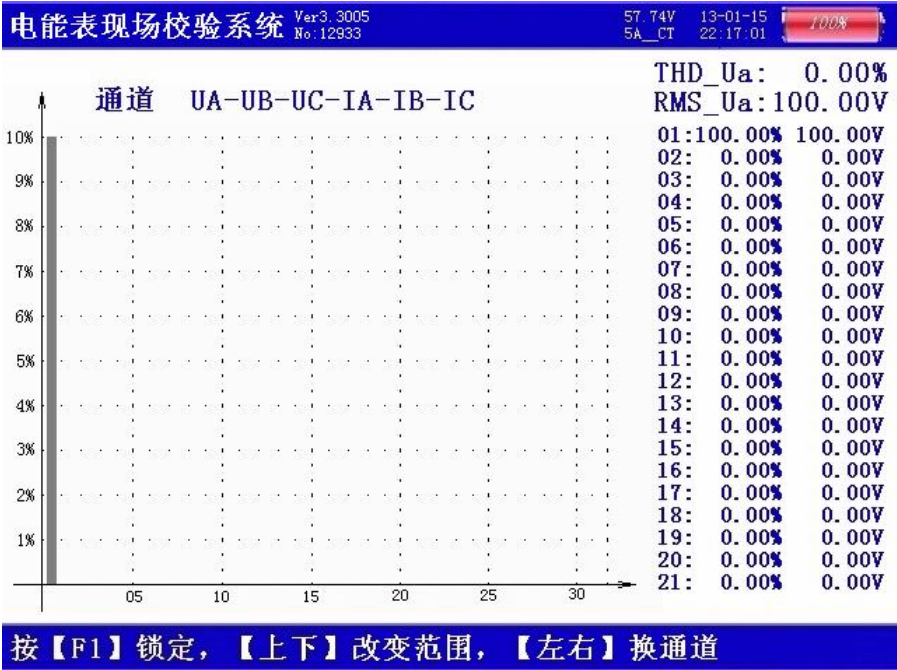 电能表现场校验系统 Ver3.3005 No:12933
57.74V 13-01-15
5A__CT 22:17:01
100%
THD_Ua: 0.00%
通道 UA-UB-UC-IA-IB-IC
RMS_Ua:100.00V
10%
9%
8%
7%
6%
5%
4%
3%
2%
1%
05 10 15 20 25 30
01:100.00% 100.00V
02: 0.00% 0.00V
03: 0.00% 0.00V
04: 0.00% 0.00V
05: 0.00% 0.00V
06: 0.00% 0.00V
07: 0.00% 0.00V
08: 0.00% 0.00V
09: 0.00% 0.00V
10: 0.00% 0.00V
11: 0.00% 0.00V
12: 0.00% 0.00V
13: 0.00% 0.00V
14: 0.00% 0.00V
15: 0.00% 0.00V
16: 0.00% 0.00V
17: 0.00% 0.00V
18: 0.00% 0.00V
19: 0.00% 0.00V
20: 0.00% 0.00V
21: 0.00% 0.00V
按【F1】锁定，【上下】改变范围，【左右】换通道